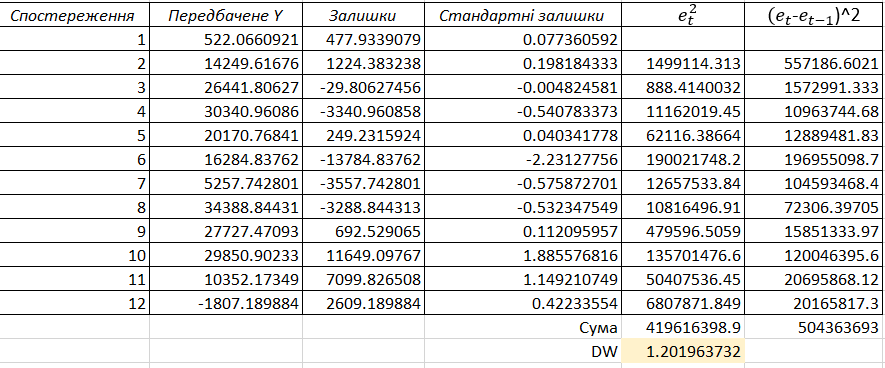 Спостереження Передбачене Y Залишки Стандартні залишки e_t^2 (e_t-e_{t−1})^2
1 522.0660921 477.9339079 0.077360592
2 14249.61676 1224.383238 0.198184333 1499114.313 557186.6021
3 26441.80627 -29.80627456 -0.004824581 888.4140032 1572991.333
4 30340.96086 -3340.960858 -0.540783373 11162019.45 10963744.68
5 20170.76841 249.2315924 0.040341778 62116.38664 12889481.83
6 16284.83762 -13784.83762 -2.23127756 190021748.2 196955098.7
7 5257.742801 -3557.742801 -0.575872701 12657533.84 104593468.4
8 34388.84431 -3288.844313 -0.532347549 10816496.91 72306.39705
9 27727.47093 692.529065 0.112095957 479596.5059 15851333.97
10 29850.90233 11649.09767 1.885576816 135701476.6 120046395.6
11 10352.17349 7099.826508 1.149210749 50407536.45 20695868.12
12 -1807.189884 2609.189884 0.42233554 6807871.849 20165817.3
Сума 419616398.9 504363693
DW 1.201963732